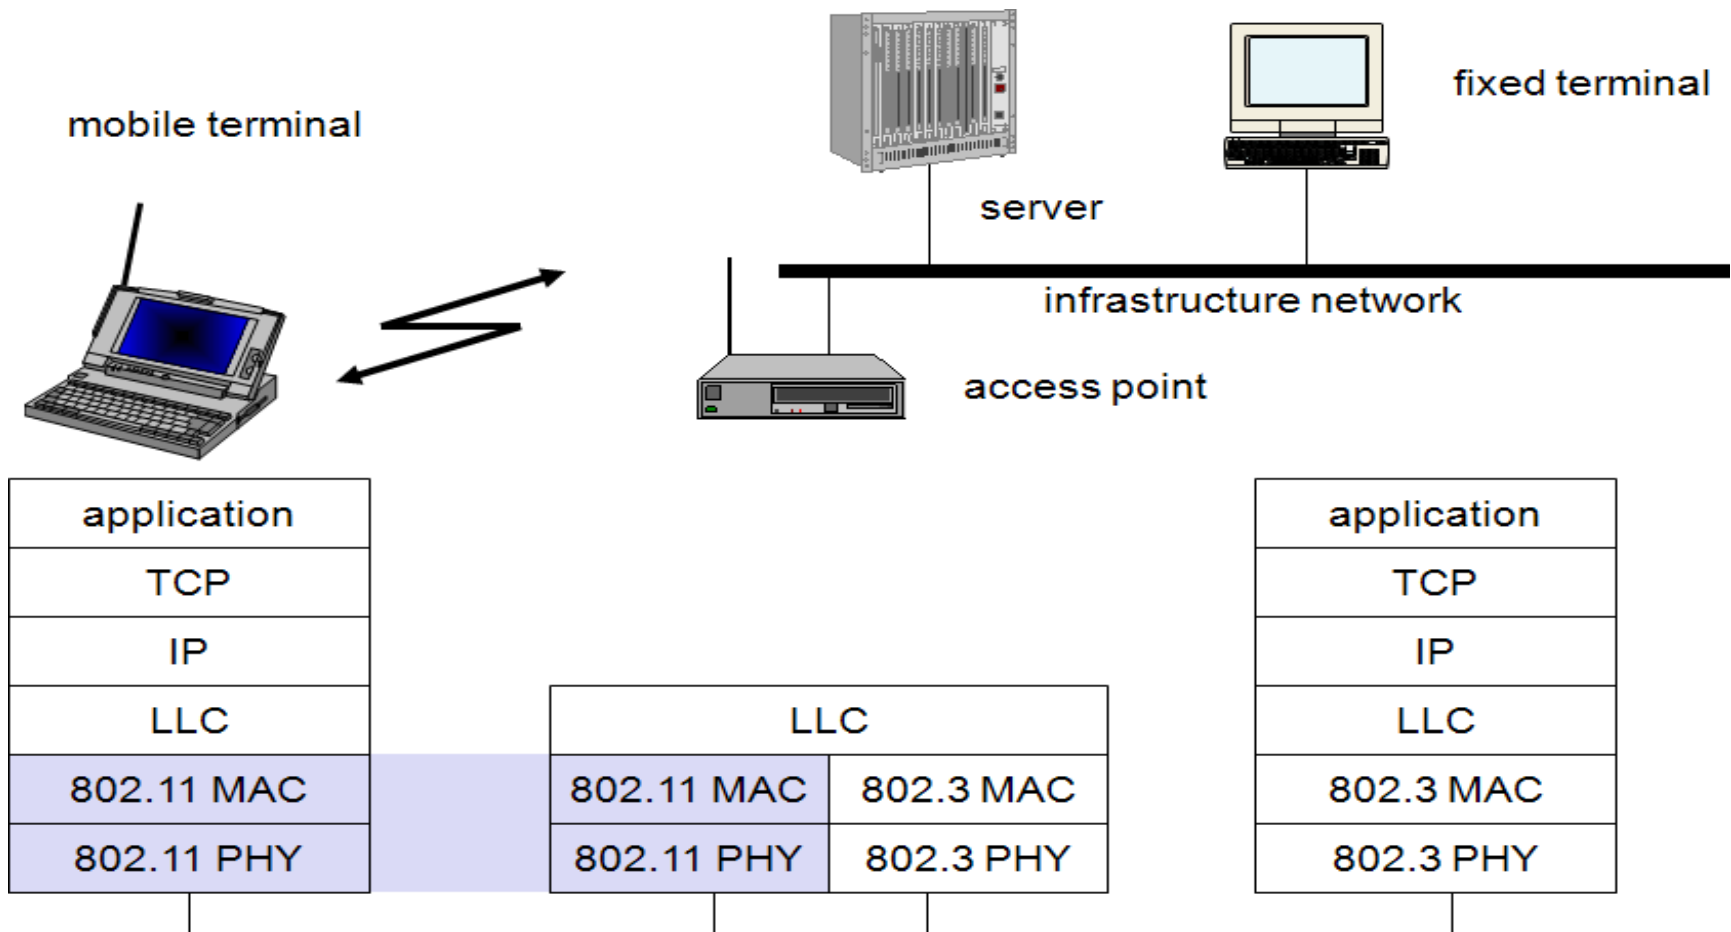 mobile terminal
fixed terminal
server
infrastructure network
access point
application
TCP
IP
LLC
802.11 MAC
802.11 PHY
LLC
802.11 MAC
802.3 MAC
802.11 PHY
802.3 PHY
application
TCP
IP
LLC
802.3 MAC
802.3 PHY